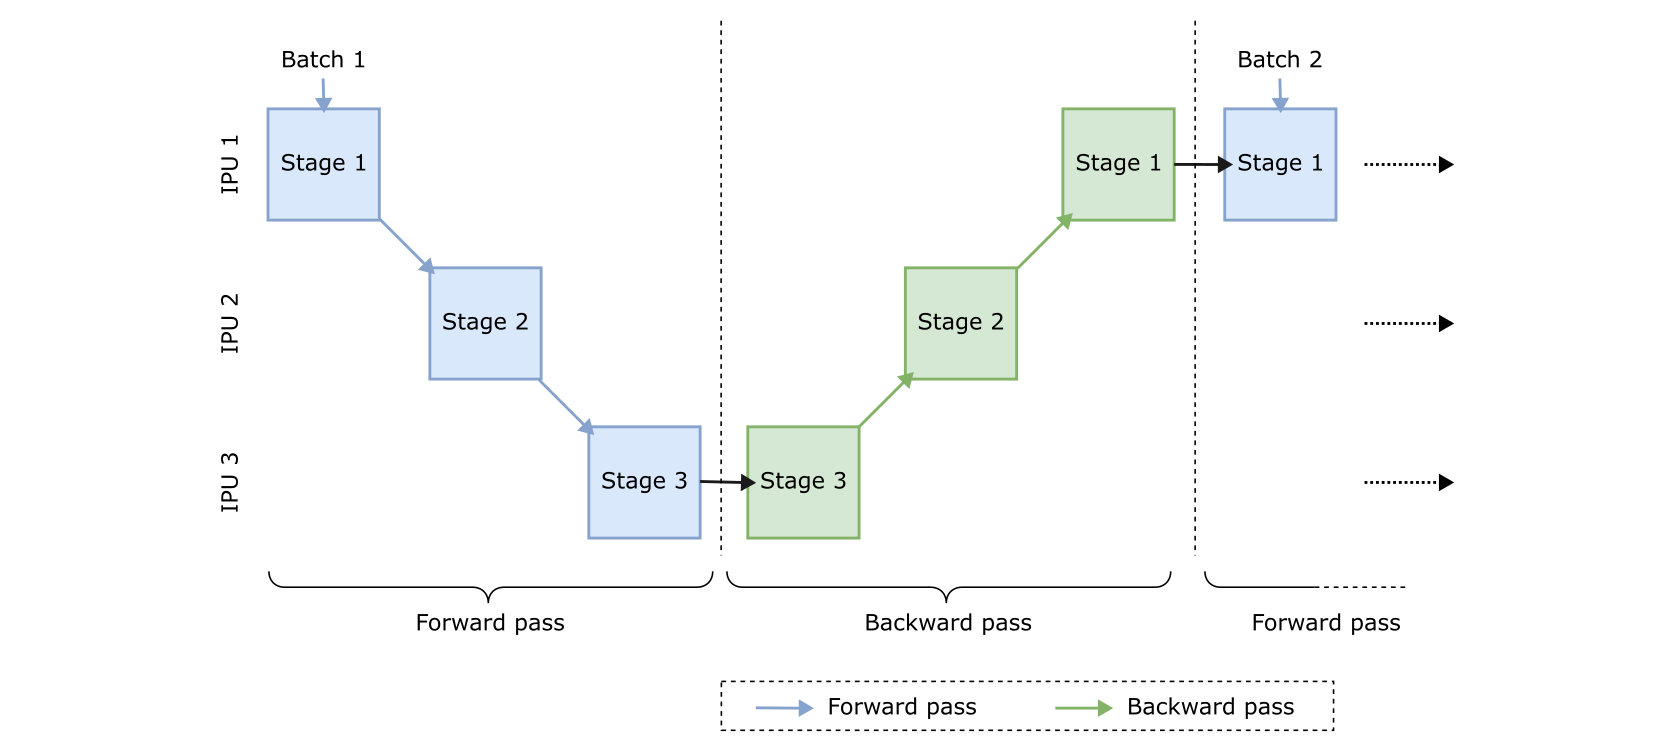 Batch 1
Batch 2
IPU 1
Stage 1
Stage 1
Stage 1
IPU 2
Stage 2
Stage 2
IPU 3
Stage 3
Stage 3
Forward pass
Backward pass
Forward pass
Forward pass
Backward pass